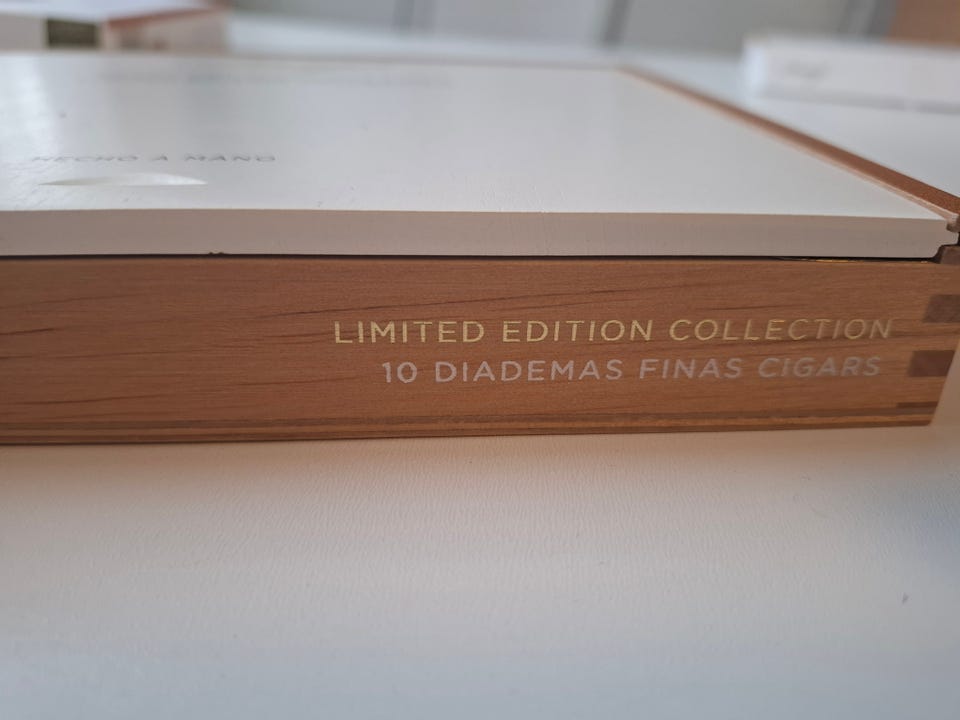 HECHO A MANO
LIMITED EDITION COLLECTION
10 DIADEMAS FINAS CIGARS